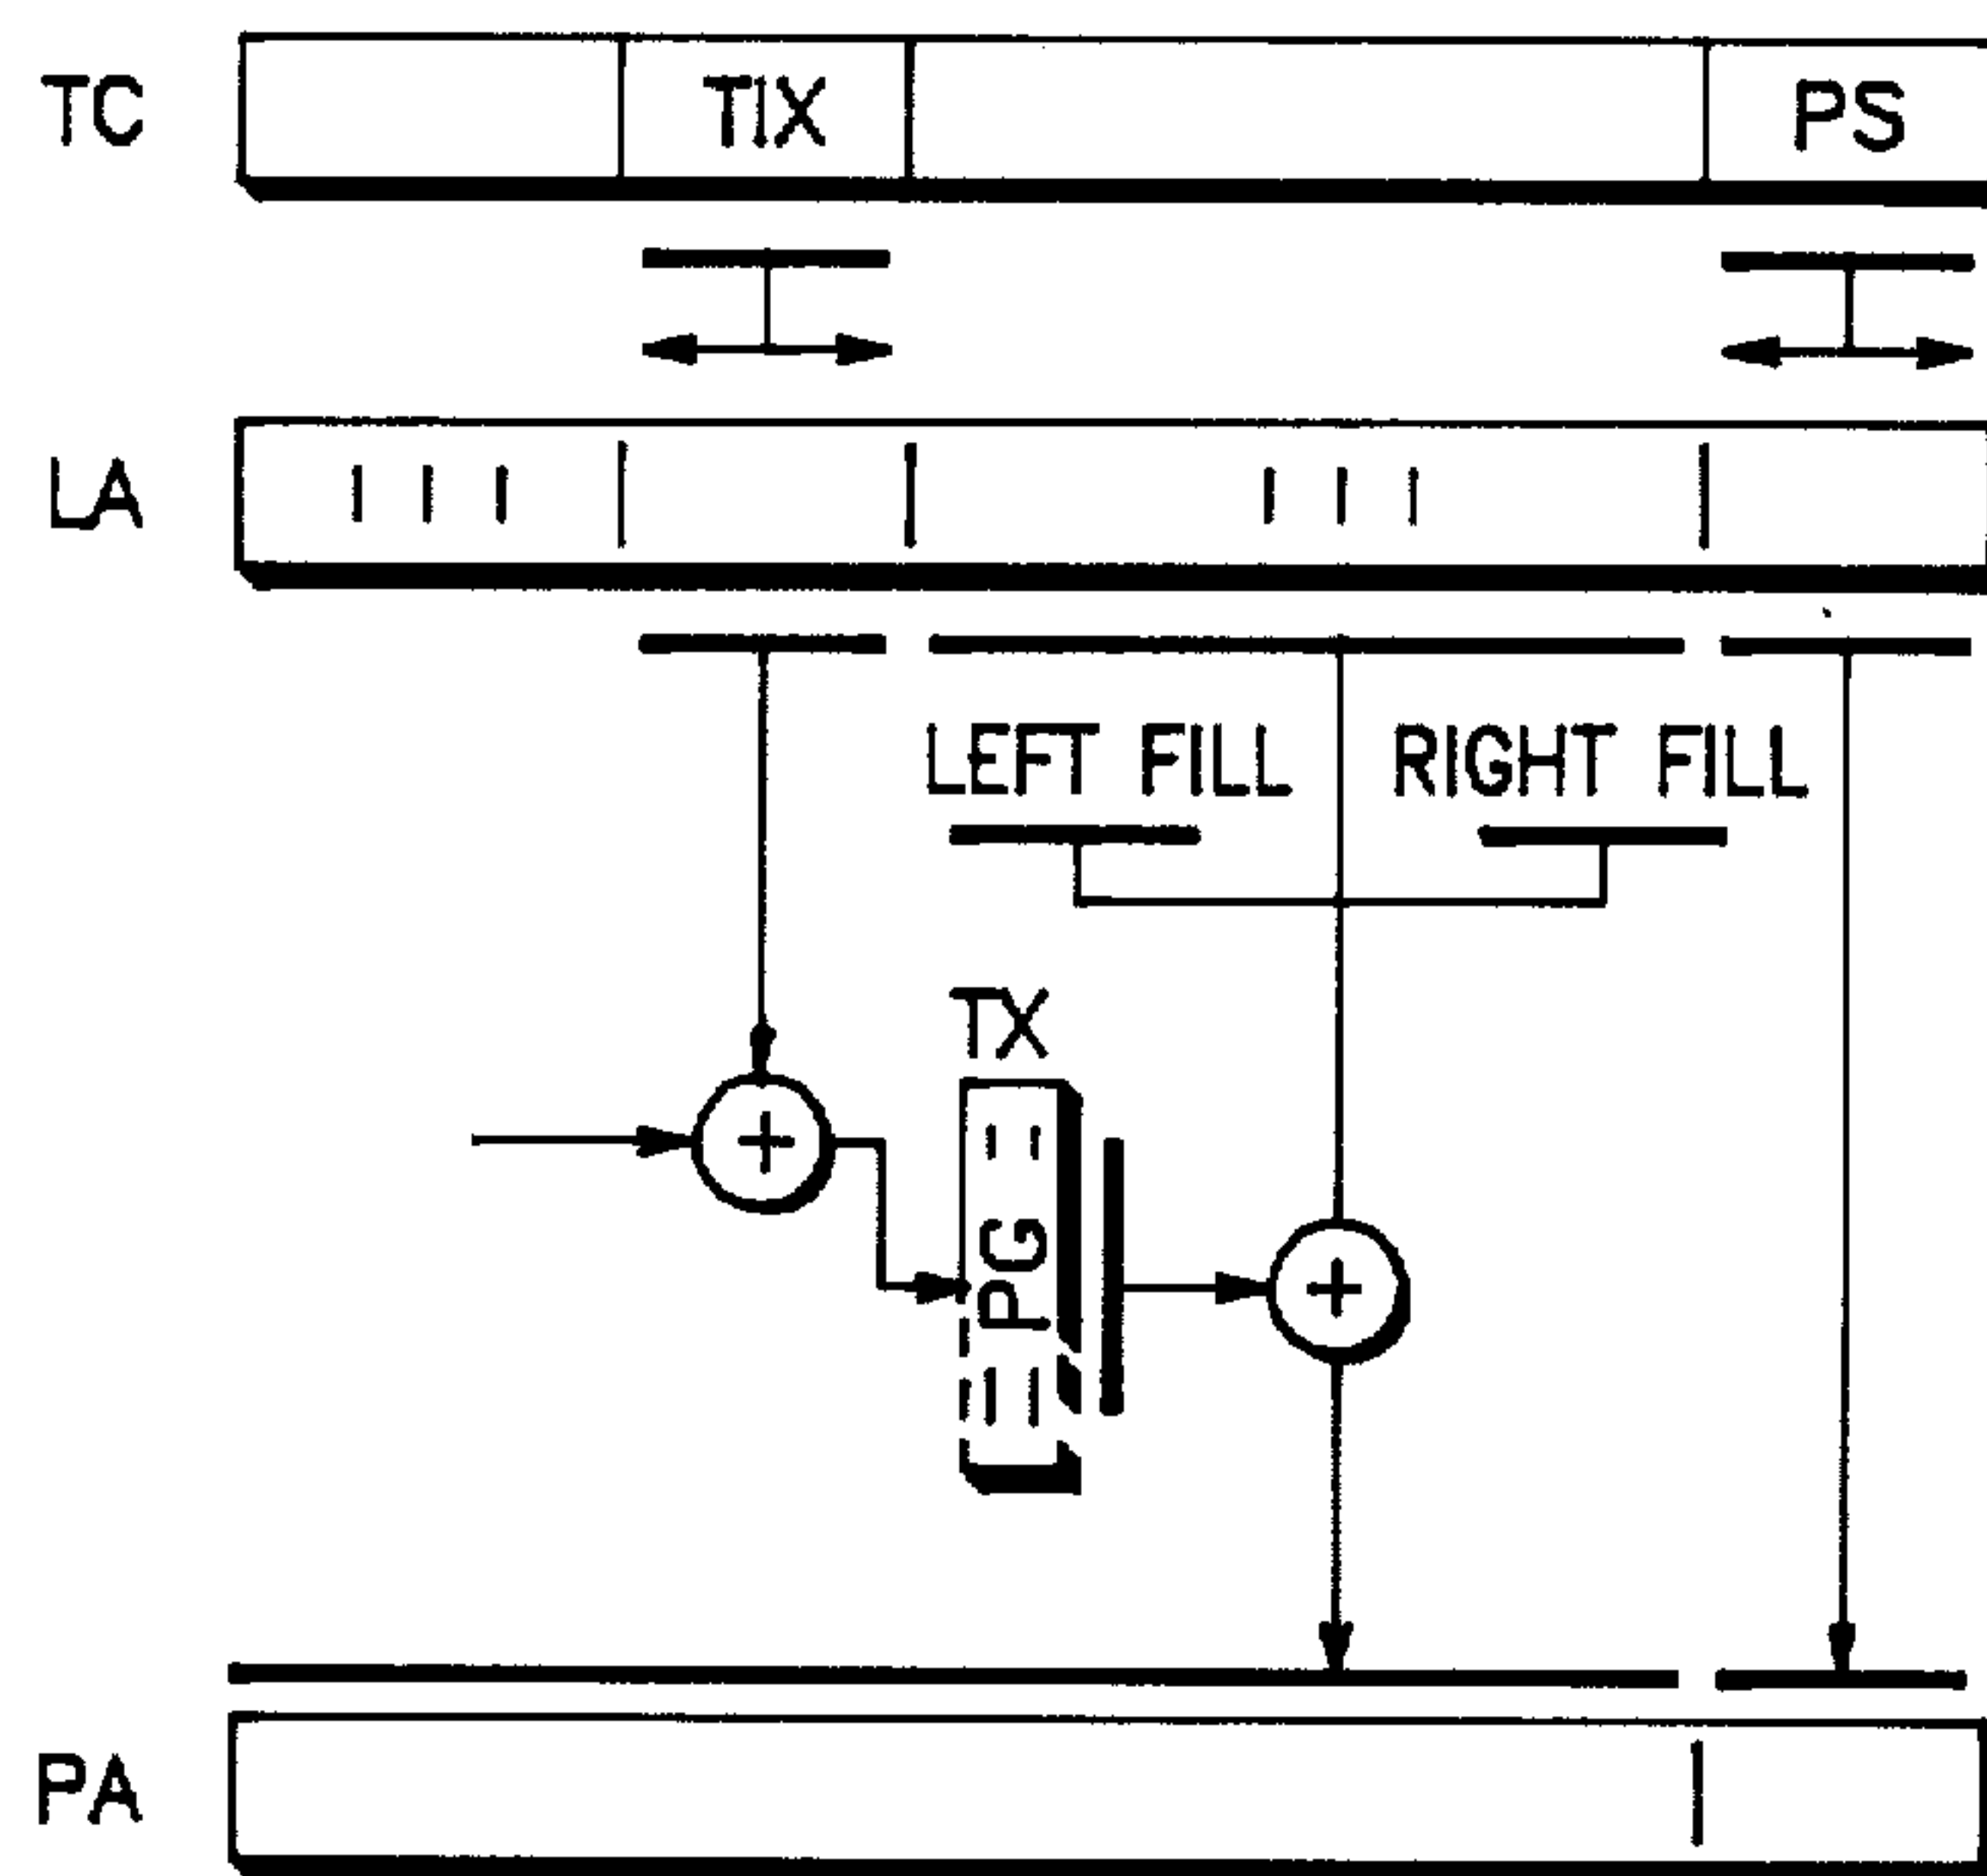 TC TIX PS
LA
LEFT FILL RIGHT FILL
TX
+
PG
+
PA